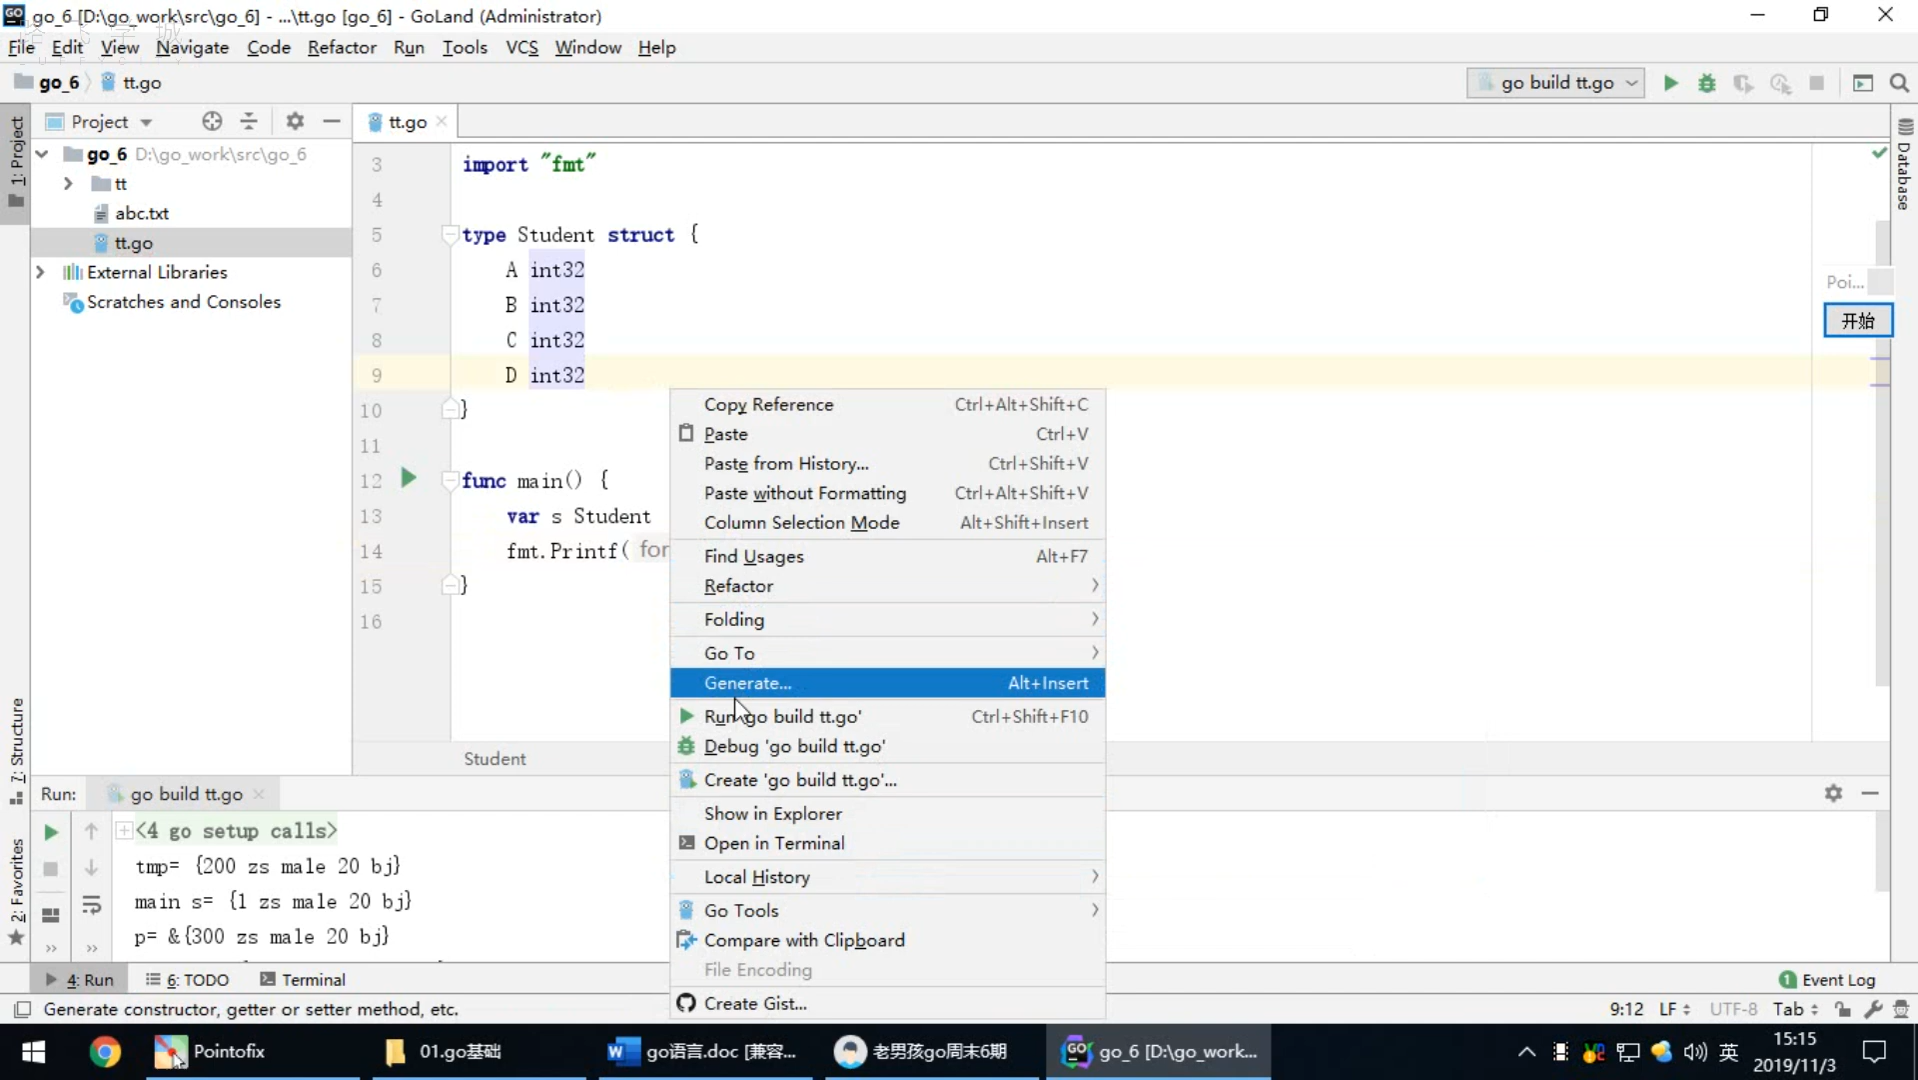 go_6 [D:\go_work\src\go_6] - ...\tt.go [go_6] - GoLand (Administrator)
File Edit View Navigate Code Refactor Run Tools VCS Window Help
go_6 tt.go go build tt.go
Project tt.go
1: Project
go_6 D:\go_work\src\go_6
tt
abc.txt
tt.go
External Libraries
Scratches and Consoles
3 import "fmt"
4
5 type Student struct {
6 A int32
7 B int32
8 C int32
9 D int32
10 }
11
12 func main() {
13 var s Student
14 fmt.Printf( for
15 }
16
Student
Database
Poi...
开始
Copy Reference Ctrl+Alt+Shift+C
Paste Ctrl+V
Paste from History... Ctrl+Shift+V
Paste without Formatting Ctrl+Alt+Shift+V
Column Selection Mode Alt+Shift+Insert
Find Usages Alt+F7
Refactor
Folding
Go To
Generate... Alt+Insert
Run 'go build tt.go' Ctrl+Shift+F10
Debug 'go build tt.go'
Create 'go build tt.go'...
Show in Explorer
Open in Terminal
Local History
Go Tools
Compare with Clipboard
File Encoding
Create Gist...
7: Structure
2: Favorites
Run: go build tt.go
<4 go setup calls>
tmp= {200 zs male 20 bj}
main s= {1 zs male 20 bj}
p= &{300 zs male 20 bj}
4: Run 6: TODO Terminal 1 Event Log
Generate constructor, getter or setter method, etc. 9:12 LF UTF-8 Tab
Pointofix 01.go基础 go语言.doc [兼容... 老男孩go周末6期 go_6 [D:\go_work... 英 15:15
2019/11/3